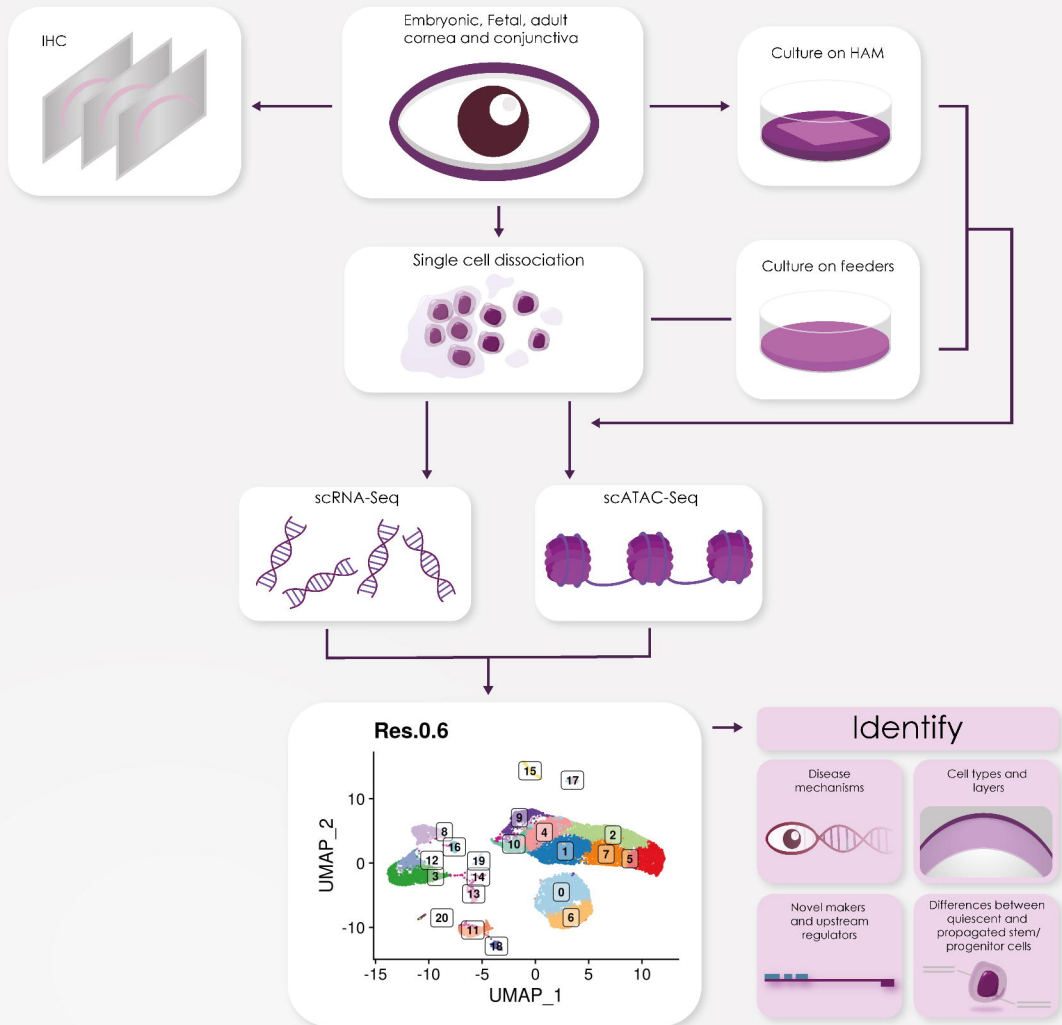 IHC
Embryonic, Fetal, adult
cornea and conjunctiva
Culture on HAM
Single cell dissociation
Culture on feeders
scRNA-Seq
scATAC-Seq
Res.0.6
UMAP_2
10
0
-10
15
17
9
8
4
2
16
10
1
7
5
12
19
3
14
13
0
20
6
11
18
-15
-10
-5
0
5
10
UMAP_1
Identify
Disease
mechanisms
Cell types and
layers
Novel makers
and upstream
regulators
Differences between
quiescent and
propagated stem/
progenitor cells